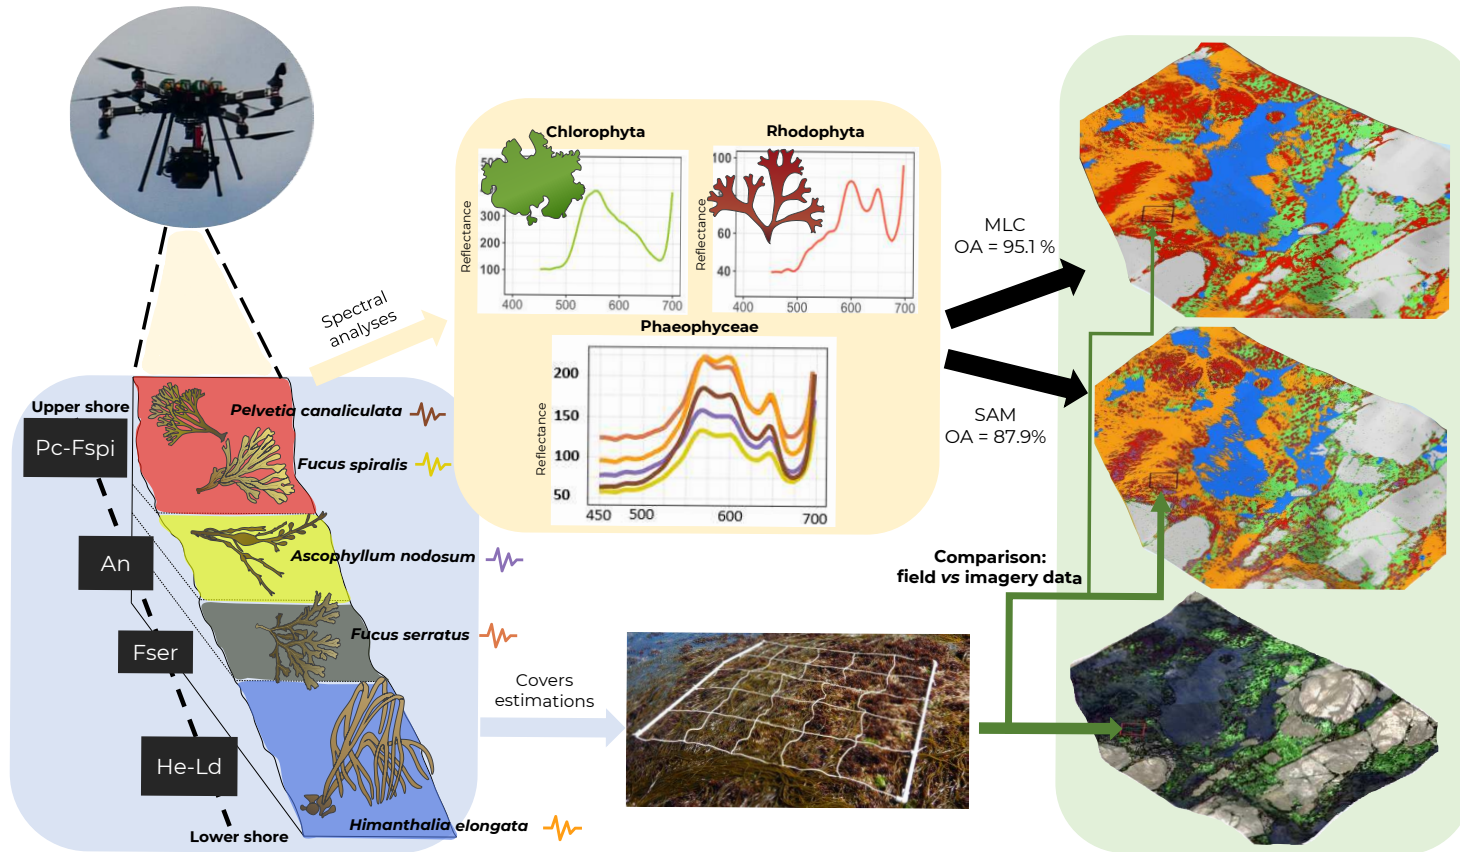 Chlorophyta
Reflectance
300
200
100
400
500
600
700
Rhodophyta
Reflectance
100
60
40
400
500
600
700
Phaeophyceae
Reflectance
200
150
100
50
450
500
600
700
Spectral
analyses
MLC
OA = 95.1 %
SAM
OA = 87.9%
Upper shore
Pc-Fspi
An
Fser
He-Ld
Lower shore
Pelvetia canaliculata
Fucus spiralis
Ascophyllum nodosum
Fucus serratus
Himanthalia elongata
Covers
estimations
Comparison:
field vs imagery data